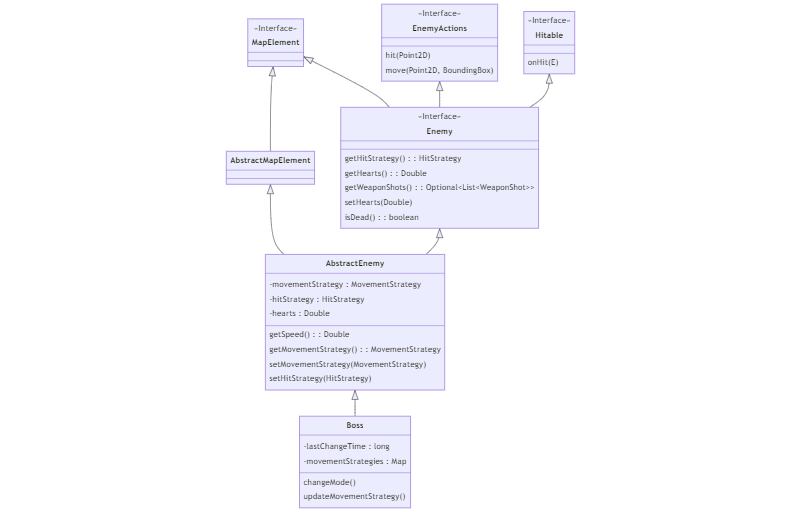 «Interface»
MapElement
«Interface»
EnemyActions
hit(Point2D)
move(Point2D, BoundingBox)
«Interface»
Hitable
onHit(E)
AbstractMapElement
«Interface»
Enemy
getHitStrategy() : : HitStrategy
getHearts() : : Double
getWeaponShots() : : Optional<List<WeaponShot>>
setHearts(Double)
isDead() : : boolean
AbstractEnemy
-movementStrategy : MovementStrategy
-hitStrategy : HitStrategy
-hearts : Double
getSpeed() : : Double
getMovementStrategy() : : MovementStrategy
setMovementStrategy(MovementStrategy)
setHitStrategy(HitStrategy)
Boss
-lastChangeTime : long
-movementStrategies : Map
changeMode()
updateMovementStrategy()